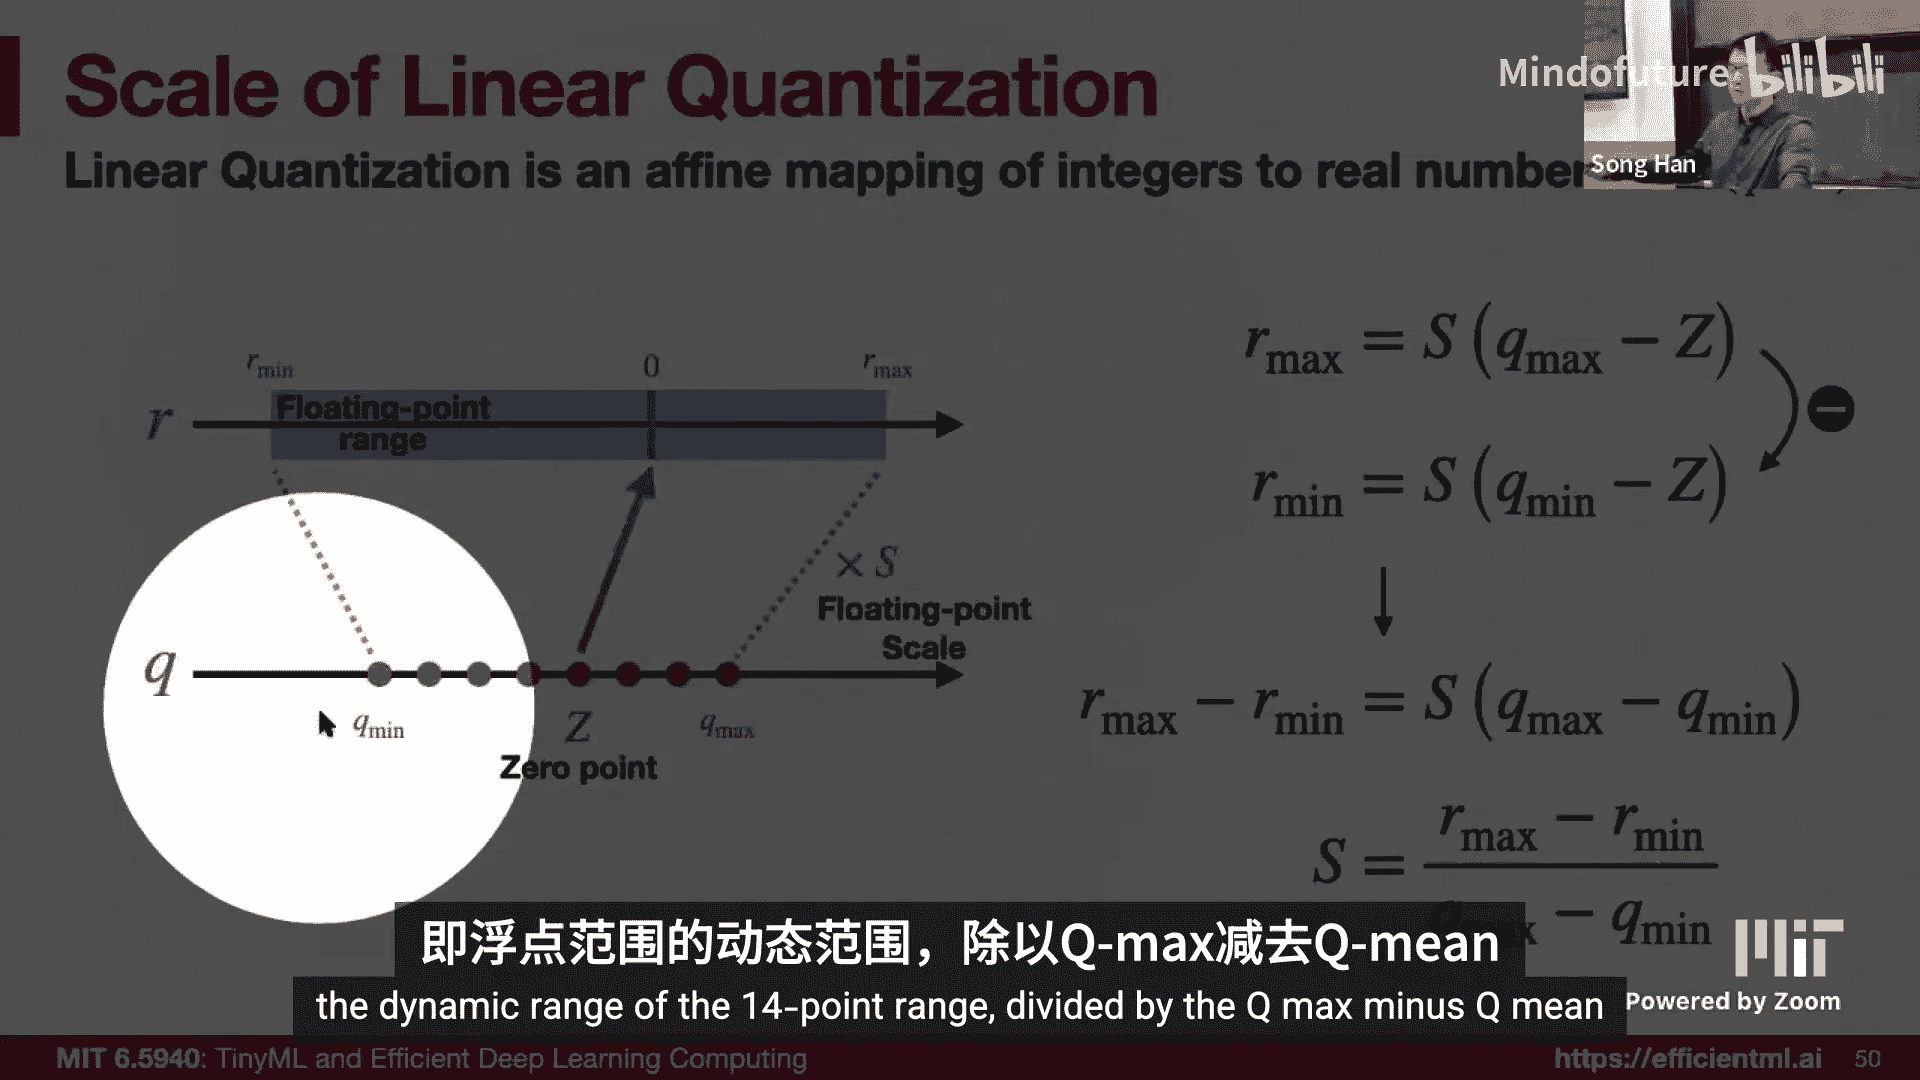 Scale of Linear Quantization
Mindofuture bilibili
Linear Quantization is an affine mapping of integers to real number
Song Han
r_max = S(q_max − Z)
r_min 0 r_max
r Floating-point range
−
r_min = S(q_min − Z)
× S
Floating-point
Scale
q
r_max − r_min = S(q_max − q_min)
q_min Z q_max
Zero point
S = (r_max − r_min) / − q_min
即浮点范围的动态范围，除以Q-max减去Q-mean
the dynamic range of the 14-point range, divided by the Q max minus Q mean
MIT
Powered by Zoom
MIT 6.5940: TinyML and Efficient Deep Learning Computing
https://efficientml.ai 50